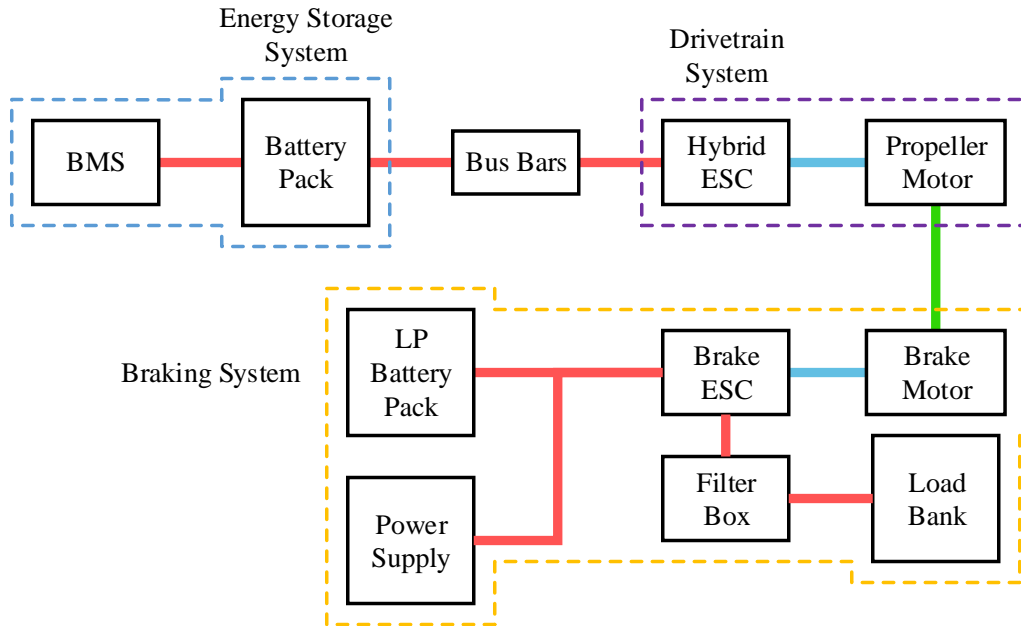 Energy Storage
System
Drivetrain
System
BMS
Battery
Pack
Bus Bars
Hybrid
ESC
Propeller
Motor
Braking System
LP
Battery
Pack
Brake
ESC
Brake
Motor
Power
Supply
Filter
Box
Load
Bank